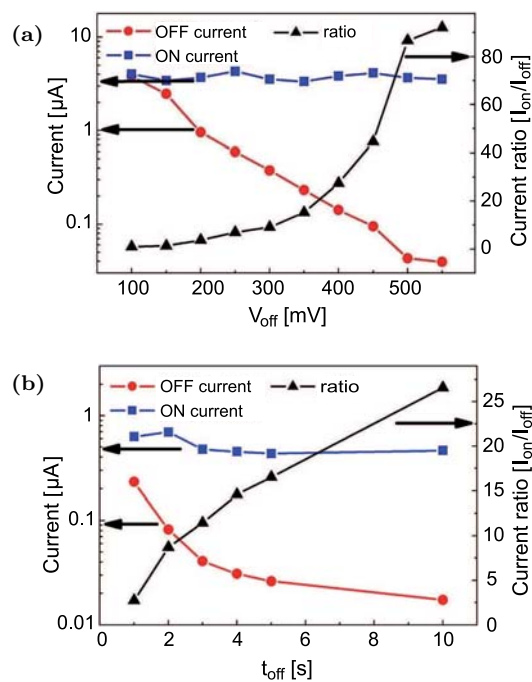 (a)
OFF current
ratio
ON current
10
1
0.1
Current [μA]
80
60
40
20
0
Current ratio [Ion/Ioff]
100 200 300 400 500
Voff [mV]
(b)
OFF current
ratio
ON current
1
0.1
0.01
Current [μA]
25
20
15
10
5
0
Current ratio [Ion/Ioff]
0 2 4 6 8 10
toff [s]